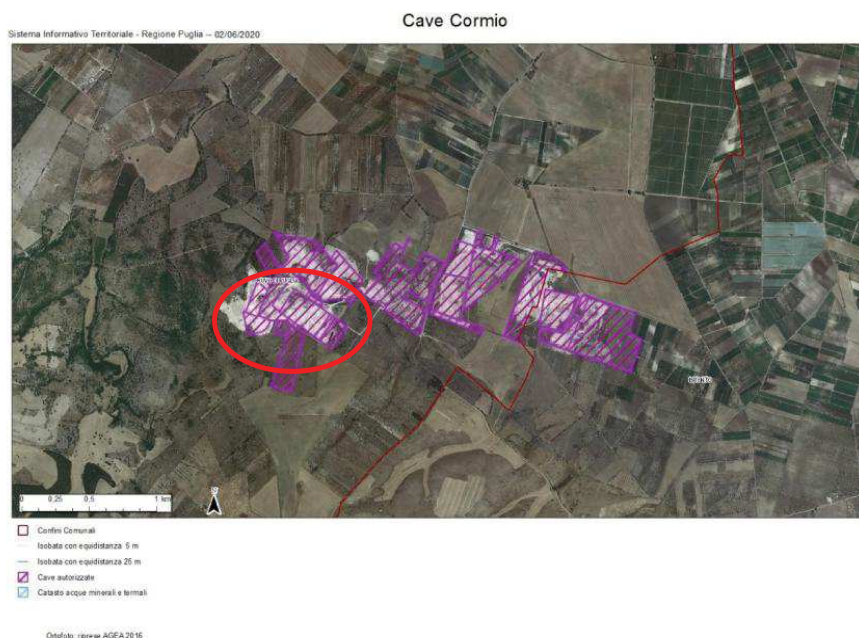 Cave Cormio
Sistema Informativo Territoriale - Regione Puglia -- 02/06/2020
0 0,25 0,5 1 km
Confini Comunali
Isobata con equidistanza 5 m
Isobata con equidistanza 25 m
Cave autorizzate
Catasto acque minerali e termali
Ortofoto: riprese AGEA 2016